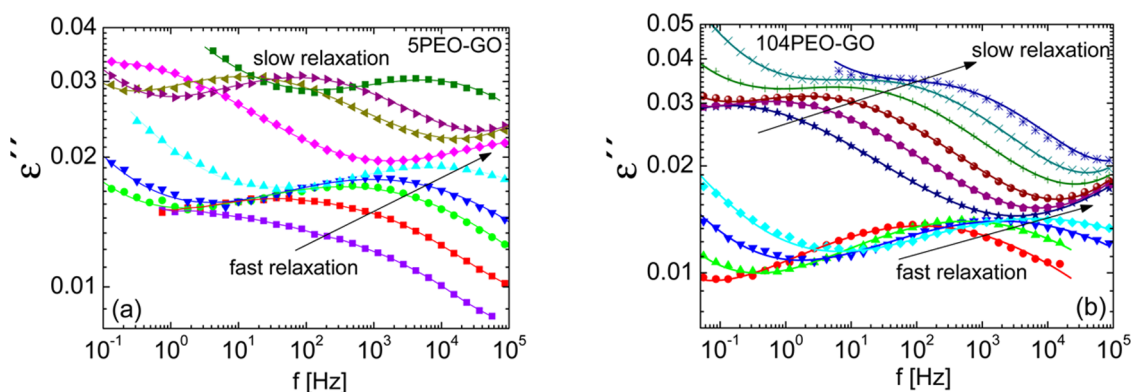 0.04
5PEO-GO
slow relaxation
0.03
0.02
ε´´
fast relaxation
0.01
(a)
10⁻¹ 10⁰ 10¹ 10² 10³ 10⁴ 10⁵
f [Hz]
0.05
104PEO-GO
0.04
slow relaxation
0.03
0.02
ε´´
fast relaxation
0.01
(b)
10⁻¹ 10⁰ 10¹ 10² 10³ 10⁴ 10⁵
f [Hz]